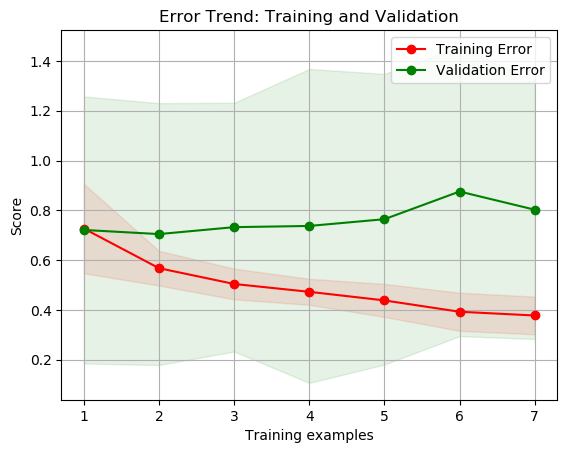 Error Trend: Training and Validation
Training Error
Validation Error
1.4
1.2
1.0
0.8
0.6
0.4
0.2
Score
1 2 3 4 5 6 7
Training examples